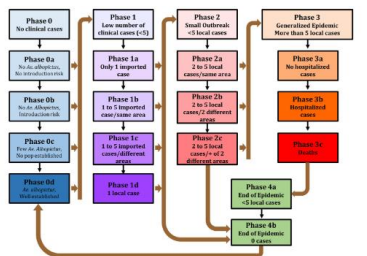 Phase 0
No clinical cases
Phase 0a
No Ae. albopictus,
No introduction risk
Phase 0b
No Ae. Albopictus,
Introduction risk
Phase 0c
Few Ae. Albopictus,
No pop established
Phase 0d
Ae. albopictus,
Well established
Phase 1
Low number of
clinical cases (<5)
Phase 1a
Only 1 imported
case
Phase 1b
1 to 5 imported
case/same area
Phase 1c
1 to 5 imported
cases/different
areas
Phase 1d
1 local case
Phase 2
Small Outbreak
<5 local cases
Phase 2a
2 to 5 local
cases/same area
Phase 2b
2 to 5 local
cases/2 different
areas
Phase 2c
2 to 5 local
cases/+ of 2
different areas
Phase 3
Generalized Epidemic
More than 5 local cases
Phase 3a
No hospitalized
cases
Phase 3b
Hospitalized
cases
Phase 3c
Deaths
Phase 4a
End of Epidemic
<5 local cases
Phase 4b
End of Epidemic
0 cases